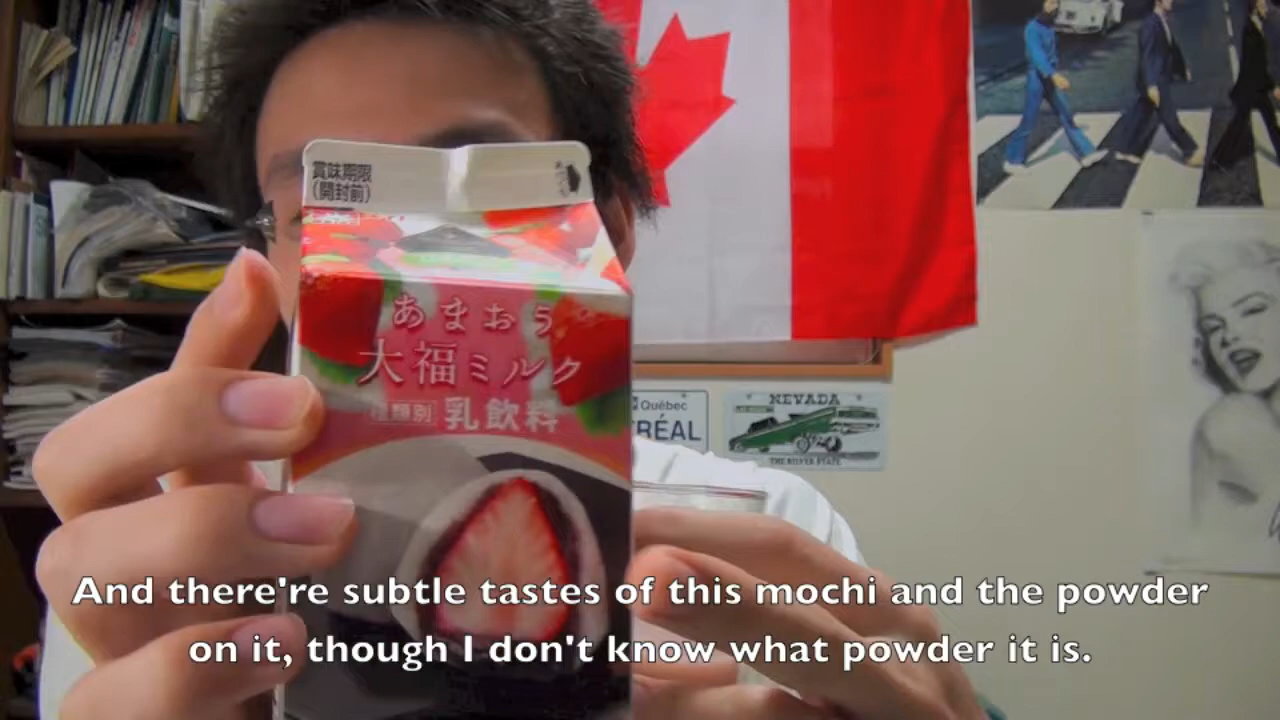 賞味期限
(開封前)
あまおう
大福ミルク
種類別 乳飲料
Québec
RÉAL
NEVADA
THE SILVER STATE
And there're subtle tastes of this mochi and the powder
on it, though I don't know what powder it is.